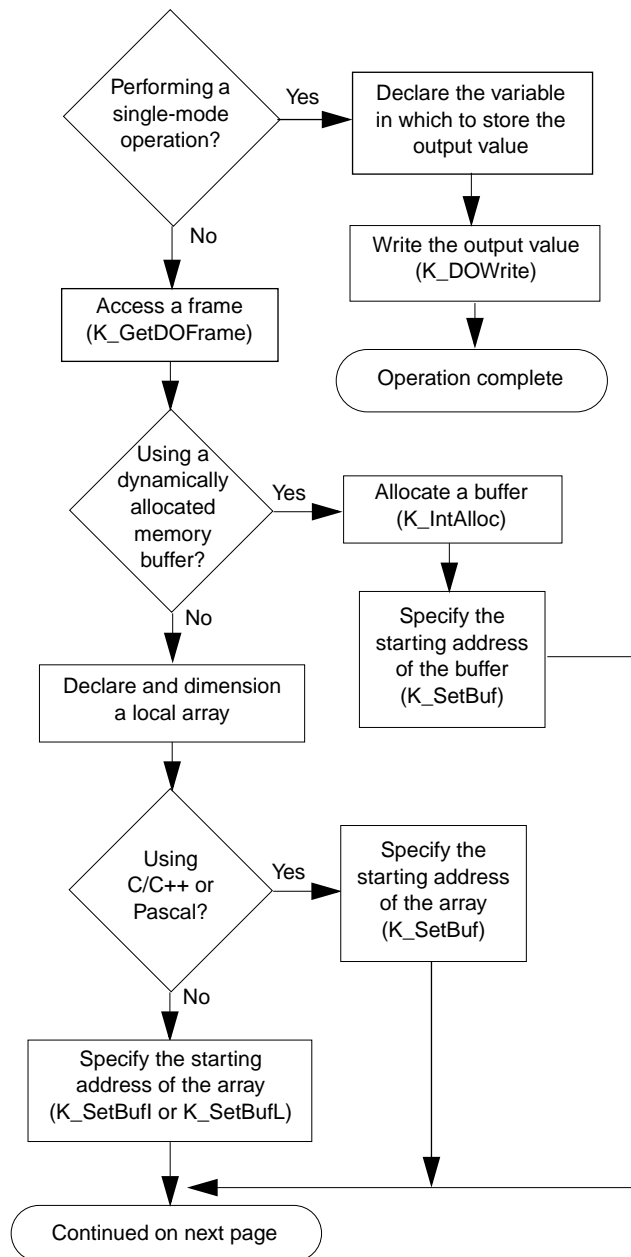 Performing a
single-mode
operation?
Yes
Declare the variable
in which to store the
output value
No
Write the output value
(K_DOWrite)
Access a frame
(K_GetDOFrame)
Operation complete
Using a
dynamically
allocated
memory
buffer?
Yes
Allocate a buffer
(K_IntAlloc)
No
Specify the
starting address
of the buffer
(K_SetBuf)
Declare and dimension
a local array
Using
C/C++ or
Pascal?
Yes
Specify the
starting address
of the array
(K_SetBuf)
No
Specify the starting
address of the array
(K_SetBufI or K_SetBufL)
Continued on next page